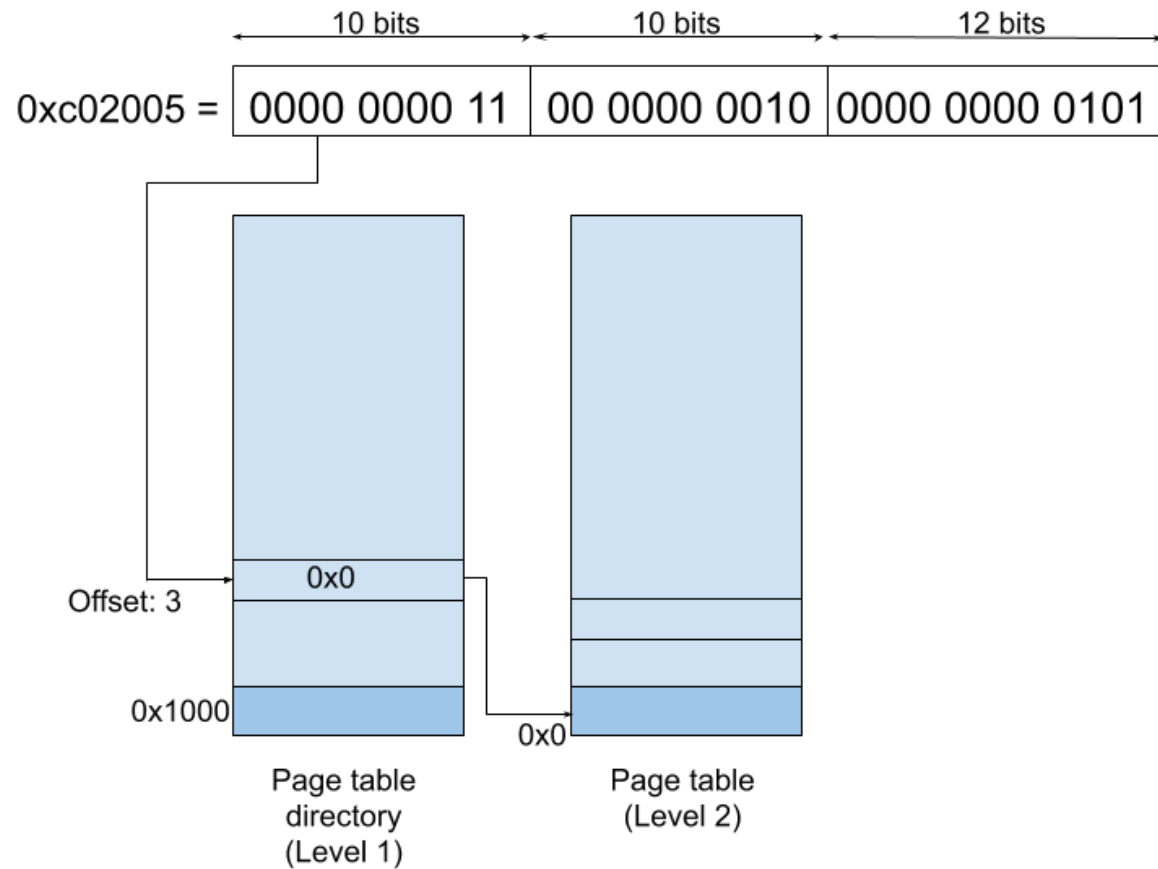 10 bits
10 bits
12 bits
0xc02005 =
0000 0000 11
00 0000 0010
0000 0000 0101
0x0
Offset: 3
0x1000
0x0
Page table
directory
(Level 1)
Page table
(Level 2)